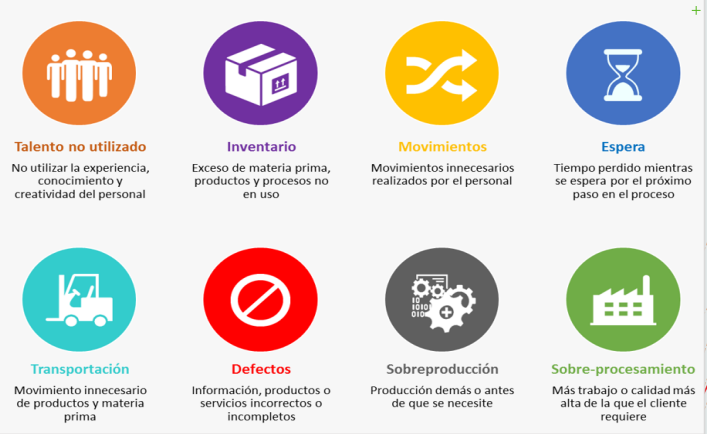 Talento no utilizado
No utilizar la experiencia,
conocimiento y
creatividad del personal
Inventario
Exceso de materia prima,
productos y procesos no
en uso
Movimientos
Movimientos innecesarios
realizados por el personal
Espera
Tiempo perdido mientras
se espera por el próximo
paso en el proceso
Transportación
Movimiento innecesario
de productos y materia
prima
Defectos
Información, productos o
servicios incorrectos o
incompletos
Sobreproducción
Producción demás o antes
de que se necesite
Sobre-procesamiento
Más trabajo o calidad más
alta de la que el cliente
requiere